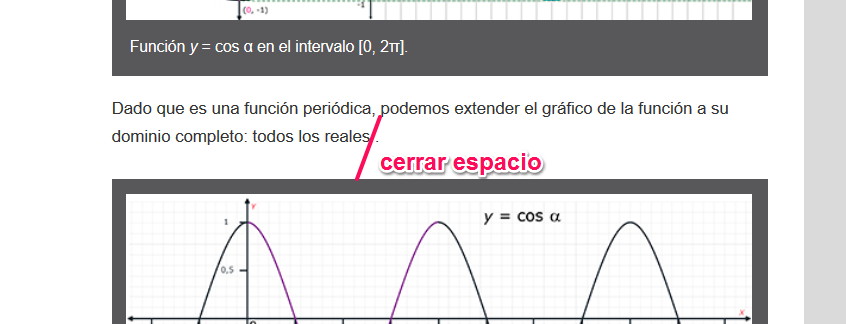 (0, -1)
-1
Función y = cos α en el intervalo [0, 2π].
Dado que es una función periódica, podemos extender el gráfico de la función a su
dominio completo: todos los reales .
cerrar espacio
Y
y = cos α
1
0,5
X
0